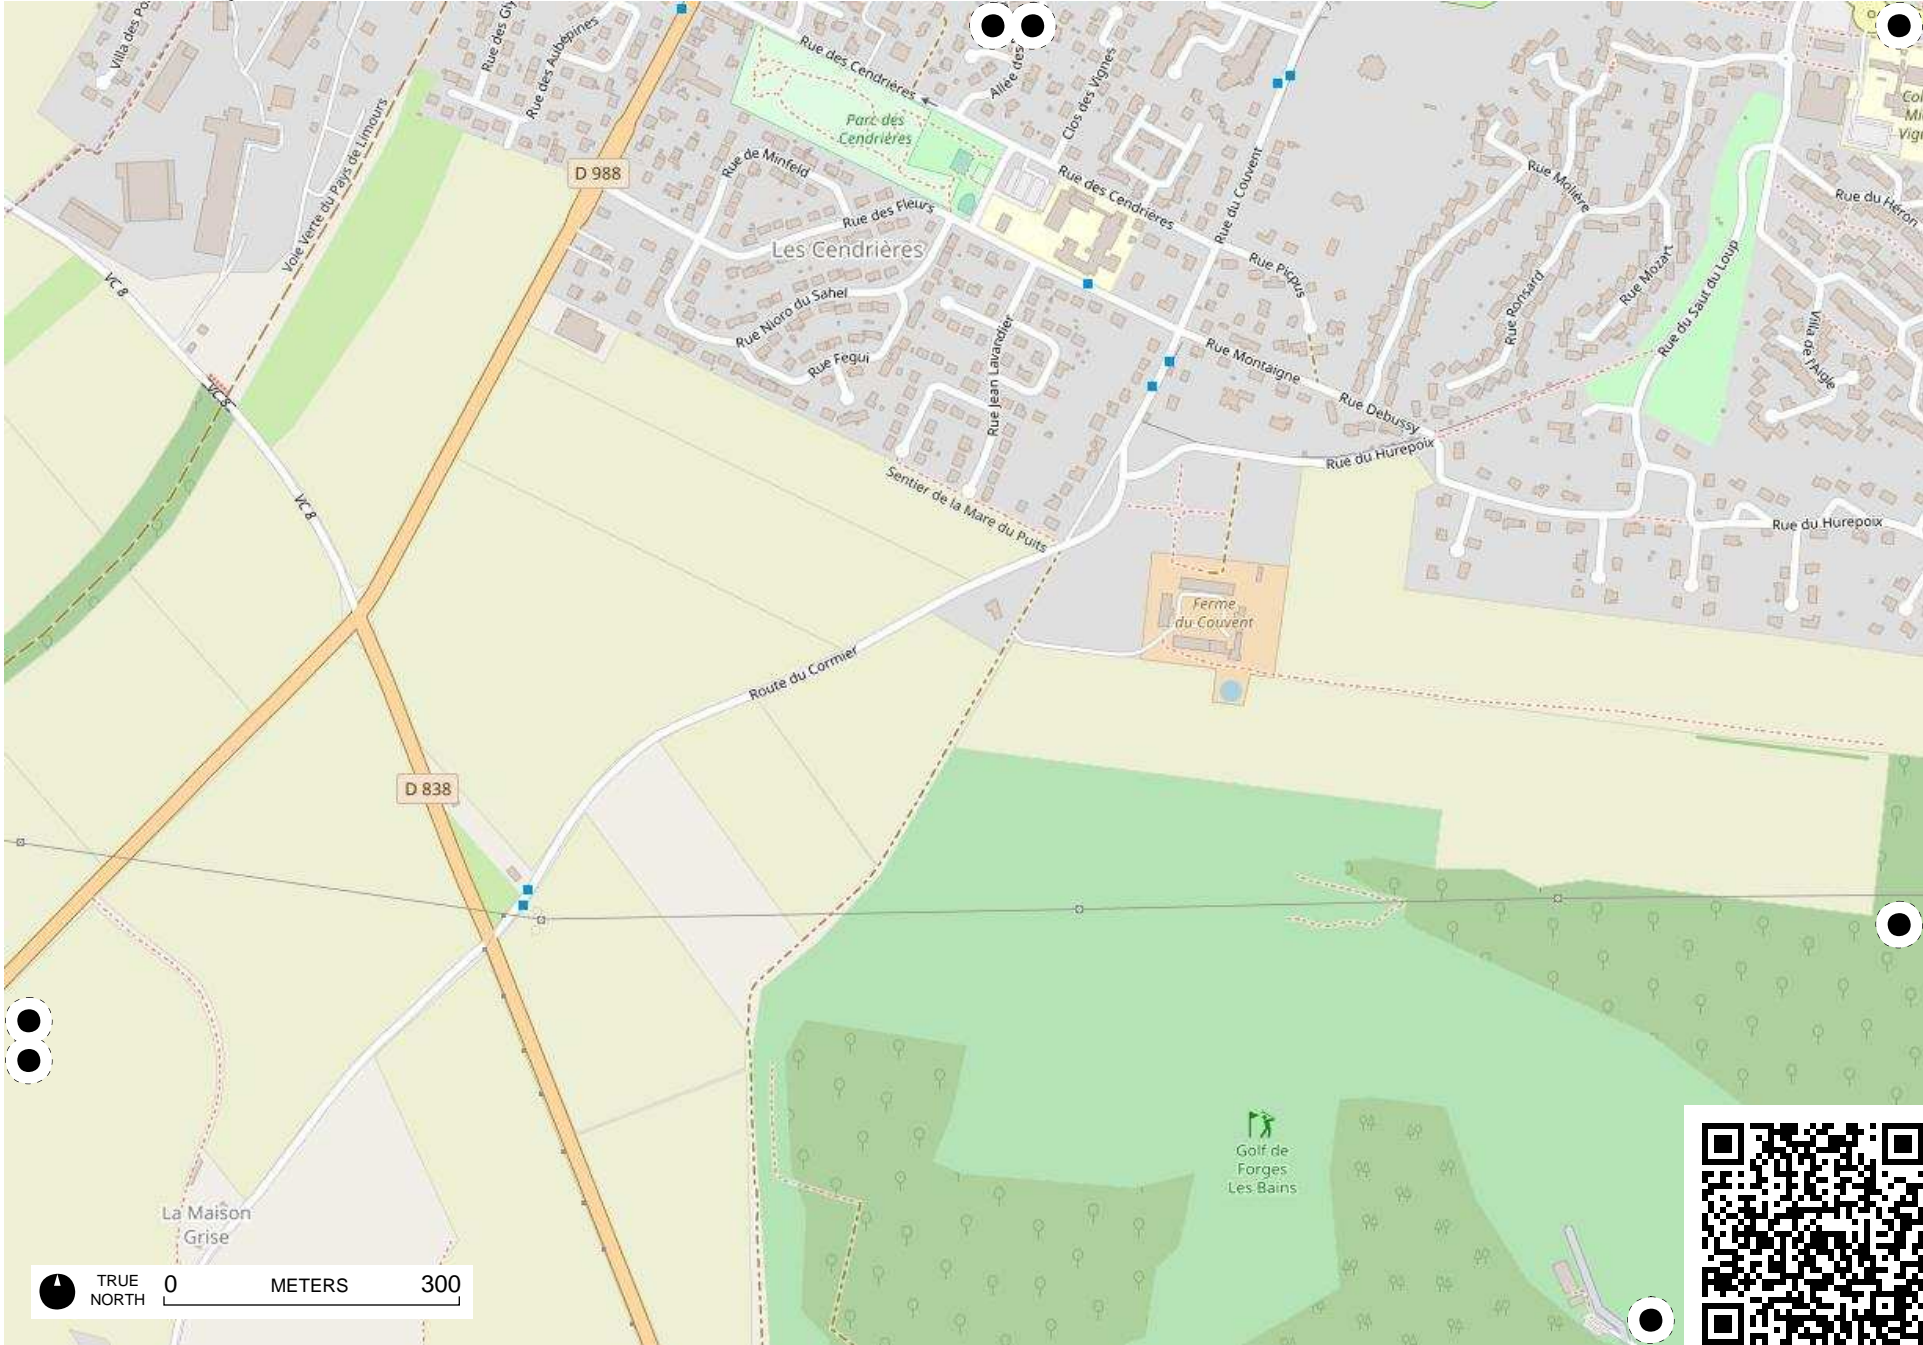 Villa des
Rue des
Rue des Aubépines
Rue des Cendrières
Allée des
Clos des Vignes
Parc des
Cendrières
D 988
Voie Verte du Pays de Limours
Rue de Minfeld
Rue des Fleurs
Les Cendrières
Rue des Cendrières
Rue du Couvent
Rue Picpus
Rue Molière
Rue du Héron
Rue Mozart
Rue Ronsard
Rue du Saut du Loup
Villa de l'Aigle
VC 8
Rue Nioro du Sahel
Rue Fegui
Rue Jean Lavandier
Rue Montaigne
Rue Debussy
VC 8
Rue du Hurepoix
Sentier de la Mare du Puits
VC 8
Rue du Hurepoix
Ferme
du Couvent
Route du Cormier
D 838
Golf de
Forges
Les Bains
La Maison
Grise
TRUE
NORTH
0 METERS 300